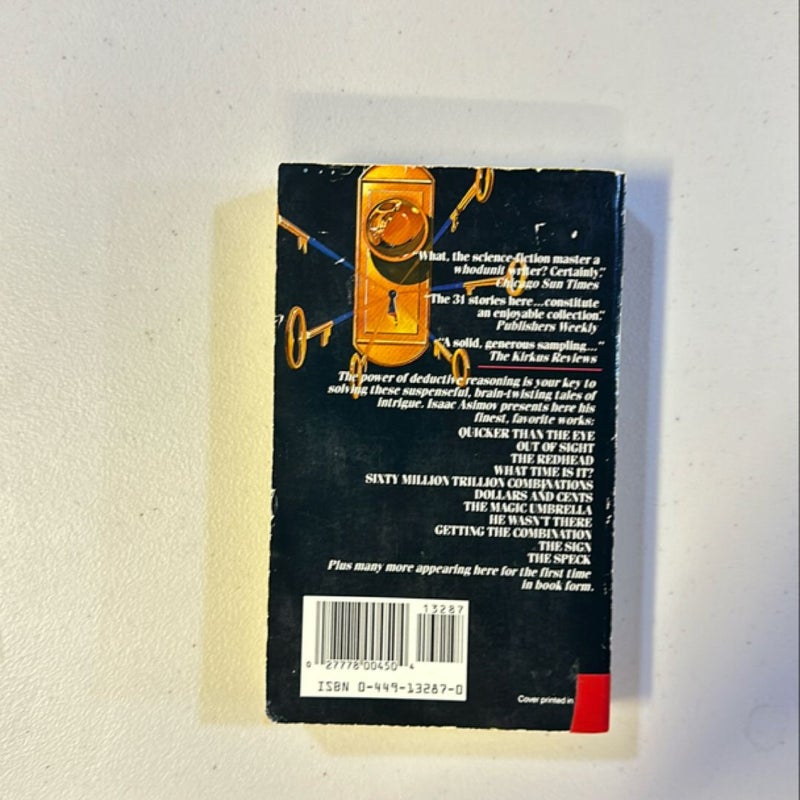 "What, the science-fiction master a
whodunit writer? Certainly."
Chicago Sun Times
"The 31 stories here...constitute
an enjoyable collection."
Publishers Weekly
"A solid, generous sampling..."
The Kirkus Reviews
The power of deductive reasoning is your key to
solving these suspenseful, brain-twisting tales of
intrigue. Isaac Asimov presents here his
finest, favorite works:
QUICKER THAN THE EYE
OUT OF SIGHT
THE REDHEAD
WHAT TIME IS IT?
SIXTY MILLION TRILLION COMBINATIONS
DOLLARS AND CENTS
THE MAGIC UMBRELLA
HE WASN'T THERE
GETTING THE COMBINATION
THE SIGN
THE SPECK
Plus many more appearing here for the first time
in book form.
13287
0 27778 00450 4
ISBN 0-449-13287-0
Cover printed in